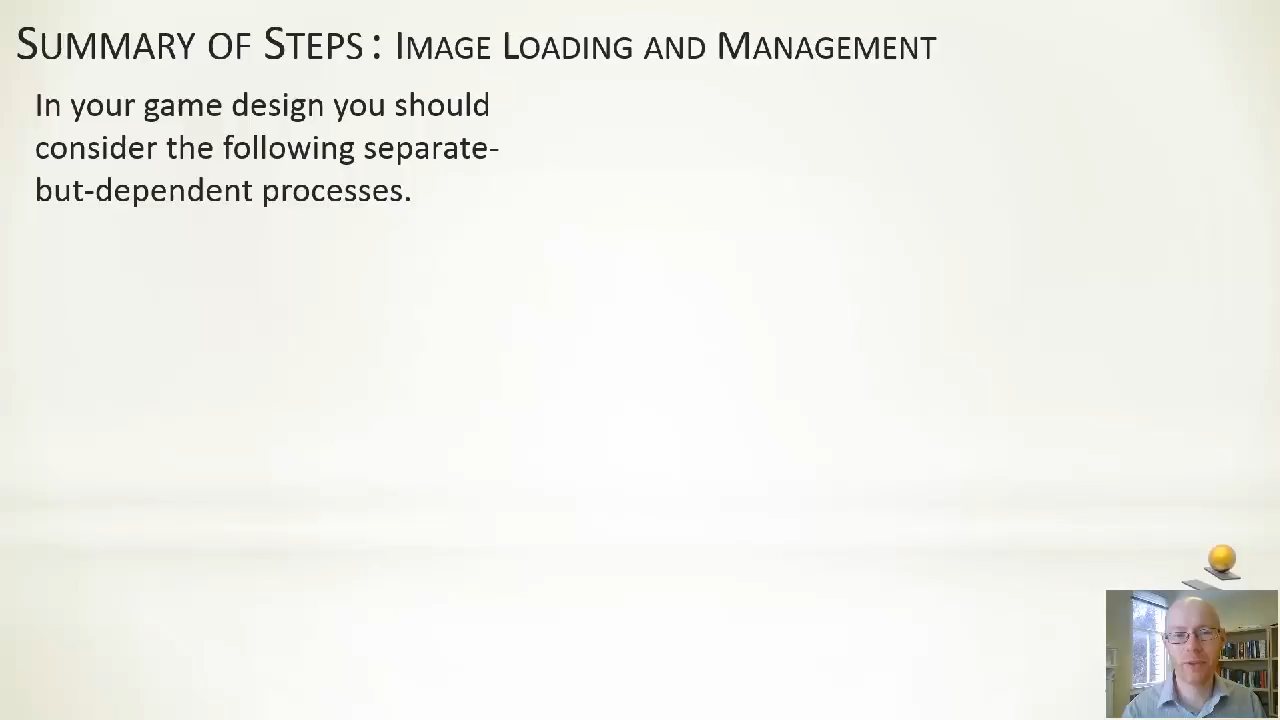 Summary of Steps: Image Loading and Management
In your game design you should
consider the following separate-
but-dependent processes.